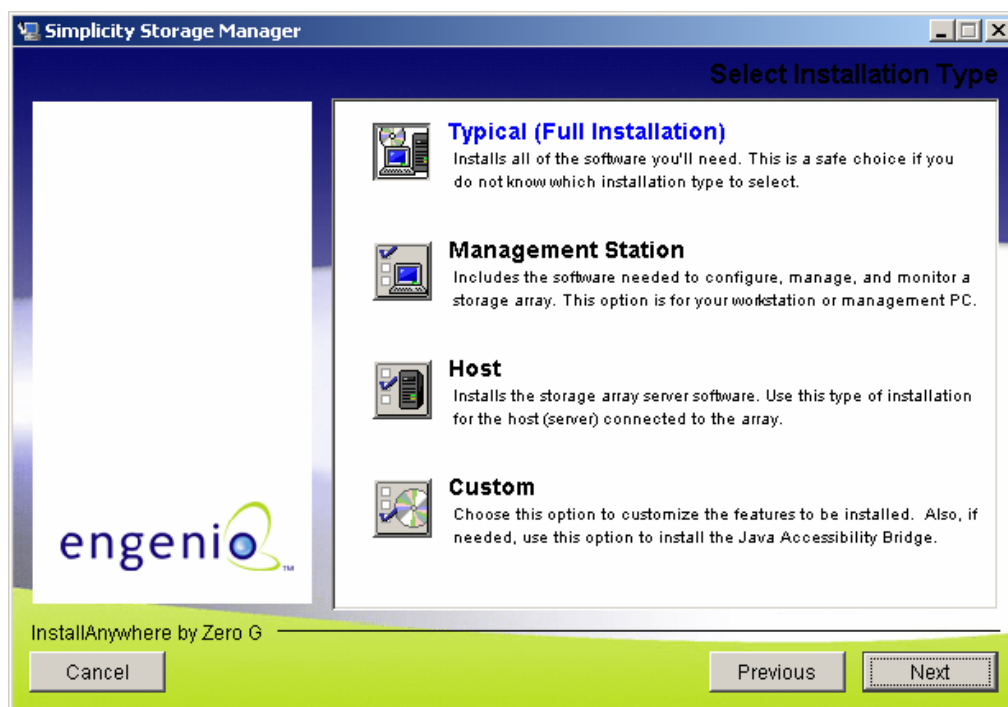 Simplicity Storage Manager
Select Installation Type
Typical (Full Installation)
Installs all of the software you'll need. This is a safe choice if you
do not know which installation type to select.
Management Station
Includes the software needed to configure, manage, and monitor a
storage array. This option is for your workstation or management PC.
Host
Installs the storage array server software. Use this type of installation
for the host (server) connected to the array.
Custom
Choose this option to customize the features to be installed. Also, if
needed, use this option to install the Java Accessibility Bridge.
engenio™
InstallAnywhere by Zero G
Cancel
Previous
Next